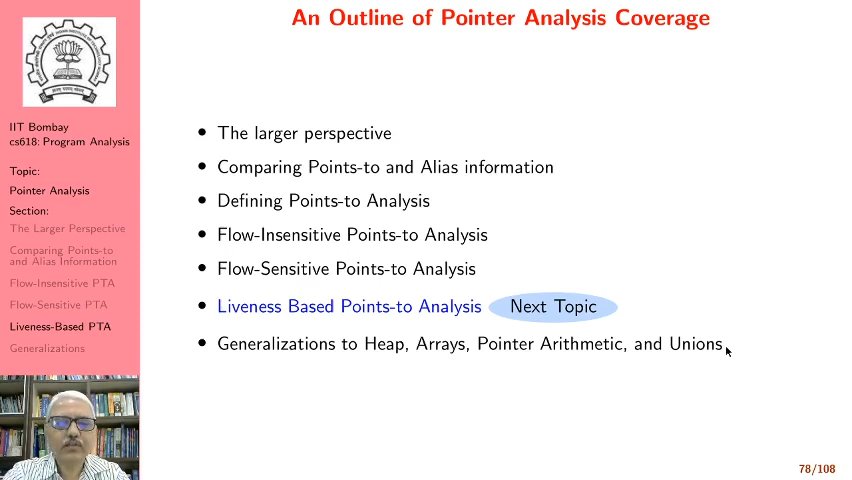 An Outline of Pointer Analysis Coverage
IIT Bombay
cs618: Program Analysis
Topic:
Pointer Analysis
Section:
The Larger Perspective
Comparing Points-to
and Alias Information
Flow-Insensitive PTA
Flow-Sensitive PTA
Liveness-Based PTA
Generalizations
• The larger perspective
• Comparing Points-to and Alias information
• Defining Points-to Analysis
• Flow-Insensitive Points-to Analysis
• Flow-Sensitive Points-to Analysis
• Liveness Based Points-to Analysis Next Topic
• Generalizations to Heap, Arrays, Pointer Arithmetic, and Unions
78/108